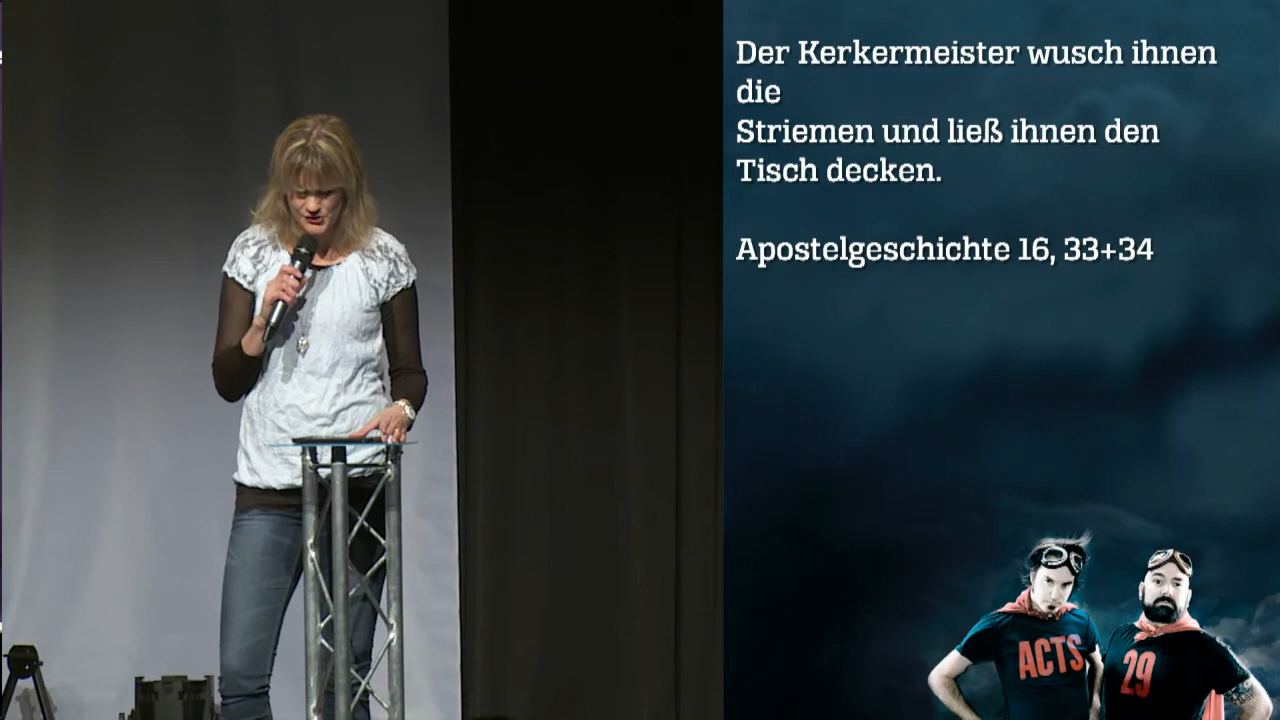 Der Kerkermeister wusch ihnen
die
Striemen und ließ ihnen den
Tisch decken.
Apostelgeschichte 16, 33+34
ACTS
29